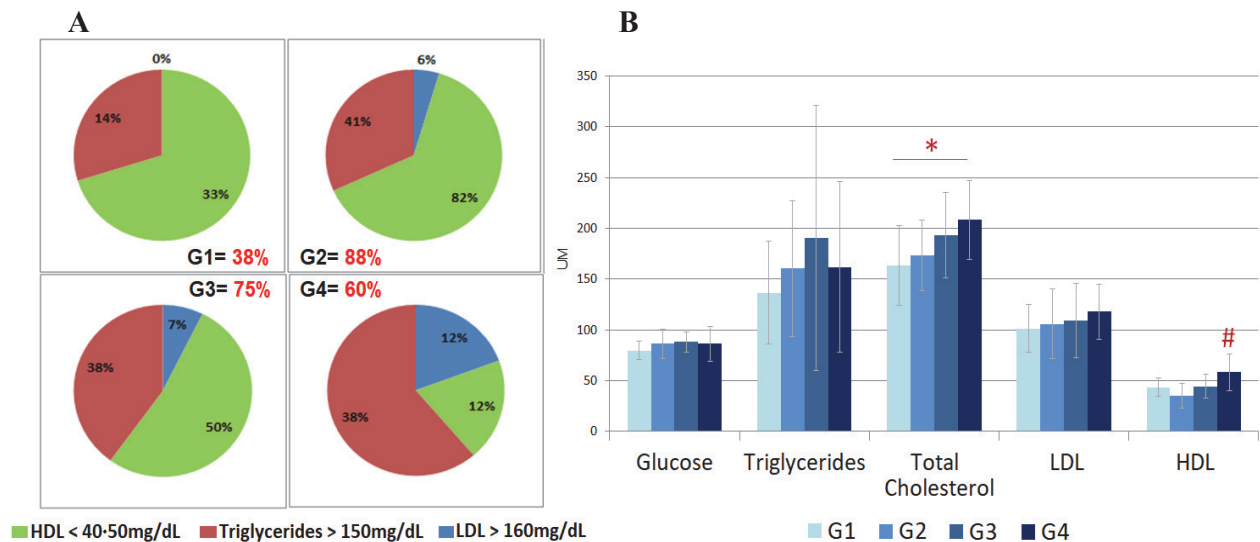 A
0%
14%
33%
G1= 38%
6%
41%
82%
G2= 88%
G3= 75%
7%
38%
50%
G4= 60%
12%
12%
38%
HDL < 40·50mg/dL Triglycerides > 150mg/dL LDL > 160mg/dL
B
350
300
250
200
150
100
50
0
UM
*
#
Glucose Triglycerides Total Cholesterol LDL HDL
G1 G2 G3 G4